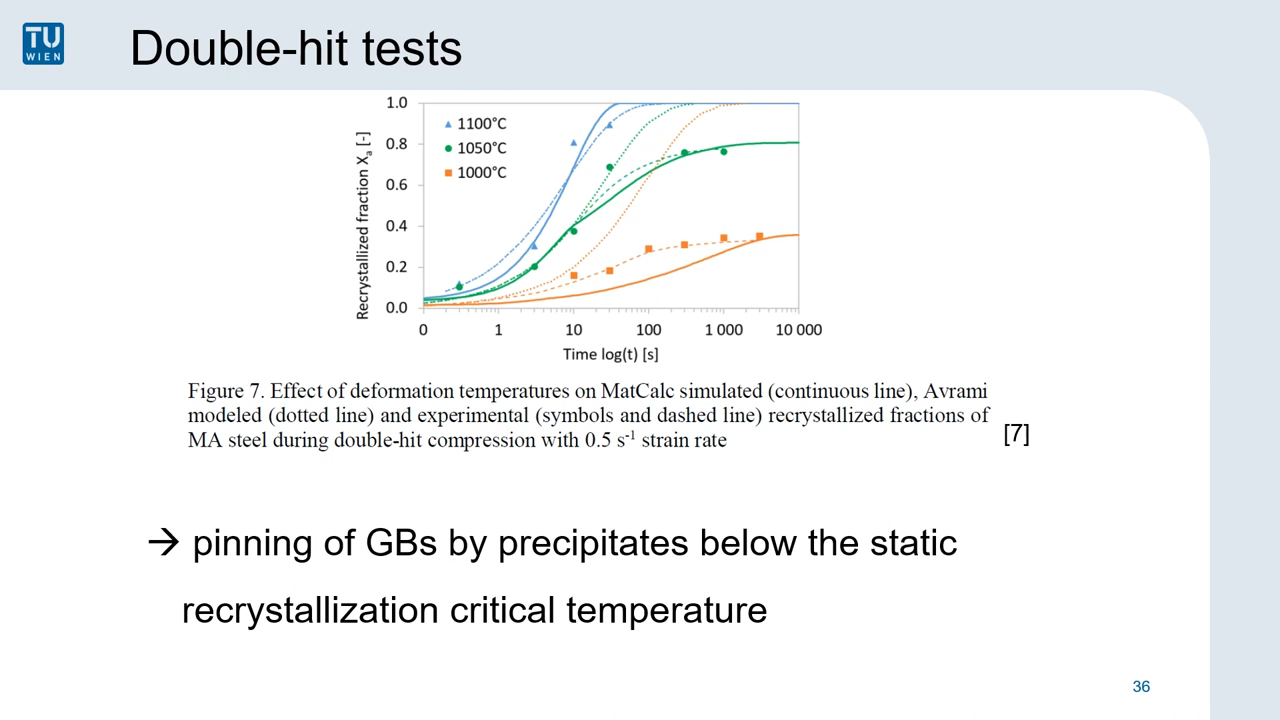 TU
WIEN
Double-hit tests
Recrystallized fraction Xa [-]
1.0
0.8
0.6
0.4
0.2
0.0
1100°C
1050°C
1000°C
0 1 10 100 1 000 10 000
Time log(t) [s]
Figure 7. Effect of deformation temperatures on MatCalc simulated (continuous line), Avrami
modeled (dotted line) and experimental (symbols and dashed line) recrystallized fractions of
MA steel during double-hit compression with 0.5 s-1 strain rate
[7]
→ pinning of GBs by precipitates below the static
recrystallization critical temperature
36